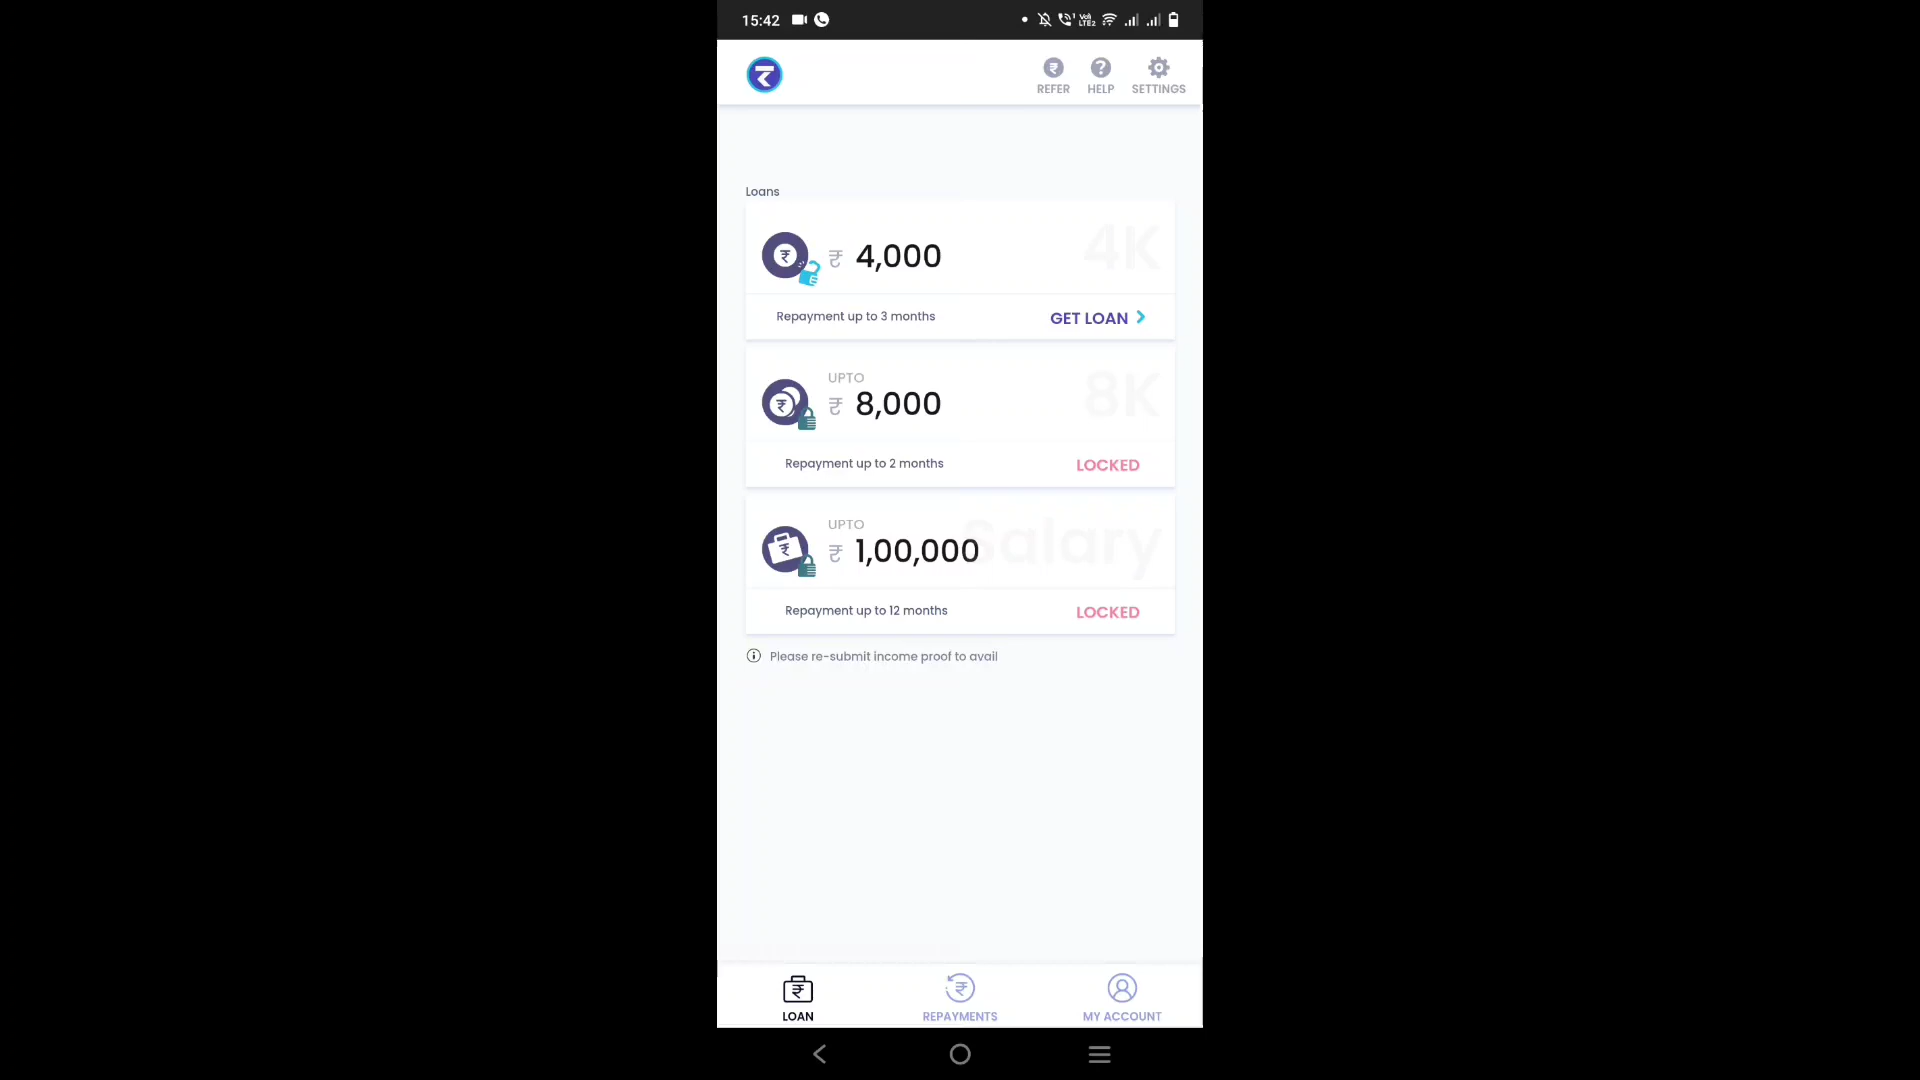 15:42
Vo) LTE2
REFER HELP SETTINGS
Loans
4K
₹ 4,000
Repayment up to 3 months GET LOAN
UPTO
8K
₹ 8,000
Repayment up to 2 months LOCKED
UPTO
Salary
₹ 1,00,000
Repayment up to 12 months LOCKED
Please re-submit income proof to avail
LOAN REPAYMENTS MY ACCOUNT